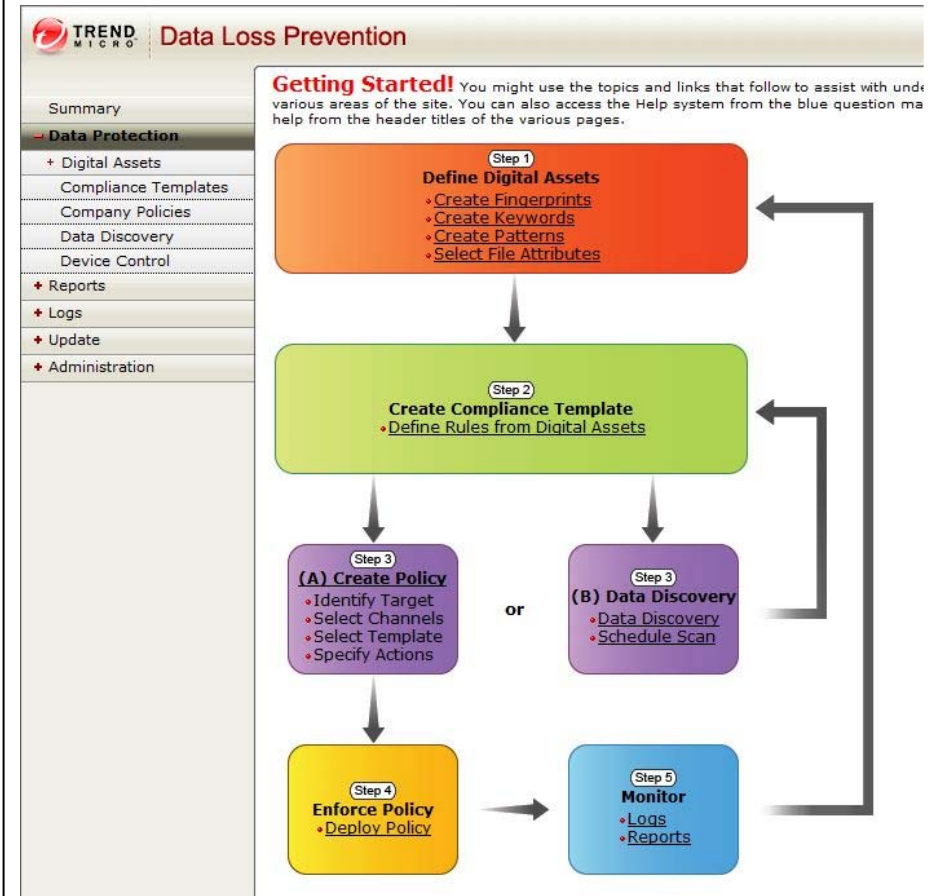 TREND MICRO Data Loss Prevention
Summary
- Data Protection
+ Digital Assets
Compliance Templates
Company Policies
Data Discovery
Device Control
+ Reports
+ Logs
+ Update
+ Administration
Getting Started! You might use the topics and links that follow to assist with unde
various areas of the site. You can also access the Help system from the blue question ma
help from the header titles of the various pages.
Step 1
Define Digital Assets
• Create Fingerprints
• Create Keywords
• Create Patterns
• Select File Attributes
Step 2
Create Compliance Template
• Define Rules from Digital Assets
Step 3
(A) Create Policy
• Identify Target
• Select Channels
• Select Template
• Specify Actions
or
Step 3
(B) Data Discovery
• Data Discovery
• Schedule Scan
Step 4
Enforce Policy
• Deploy Policy
Step 5
Monitor
• Logs
• Reports